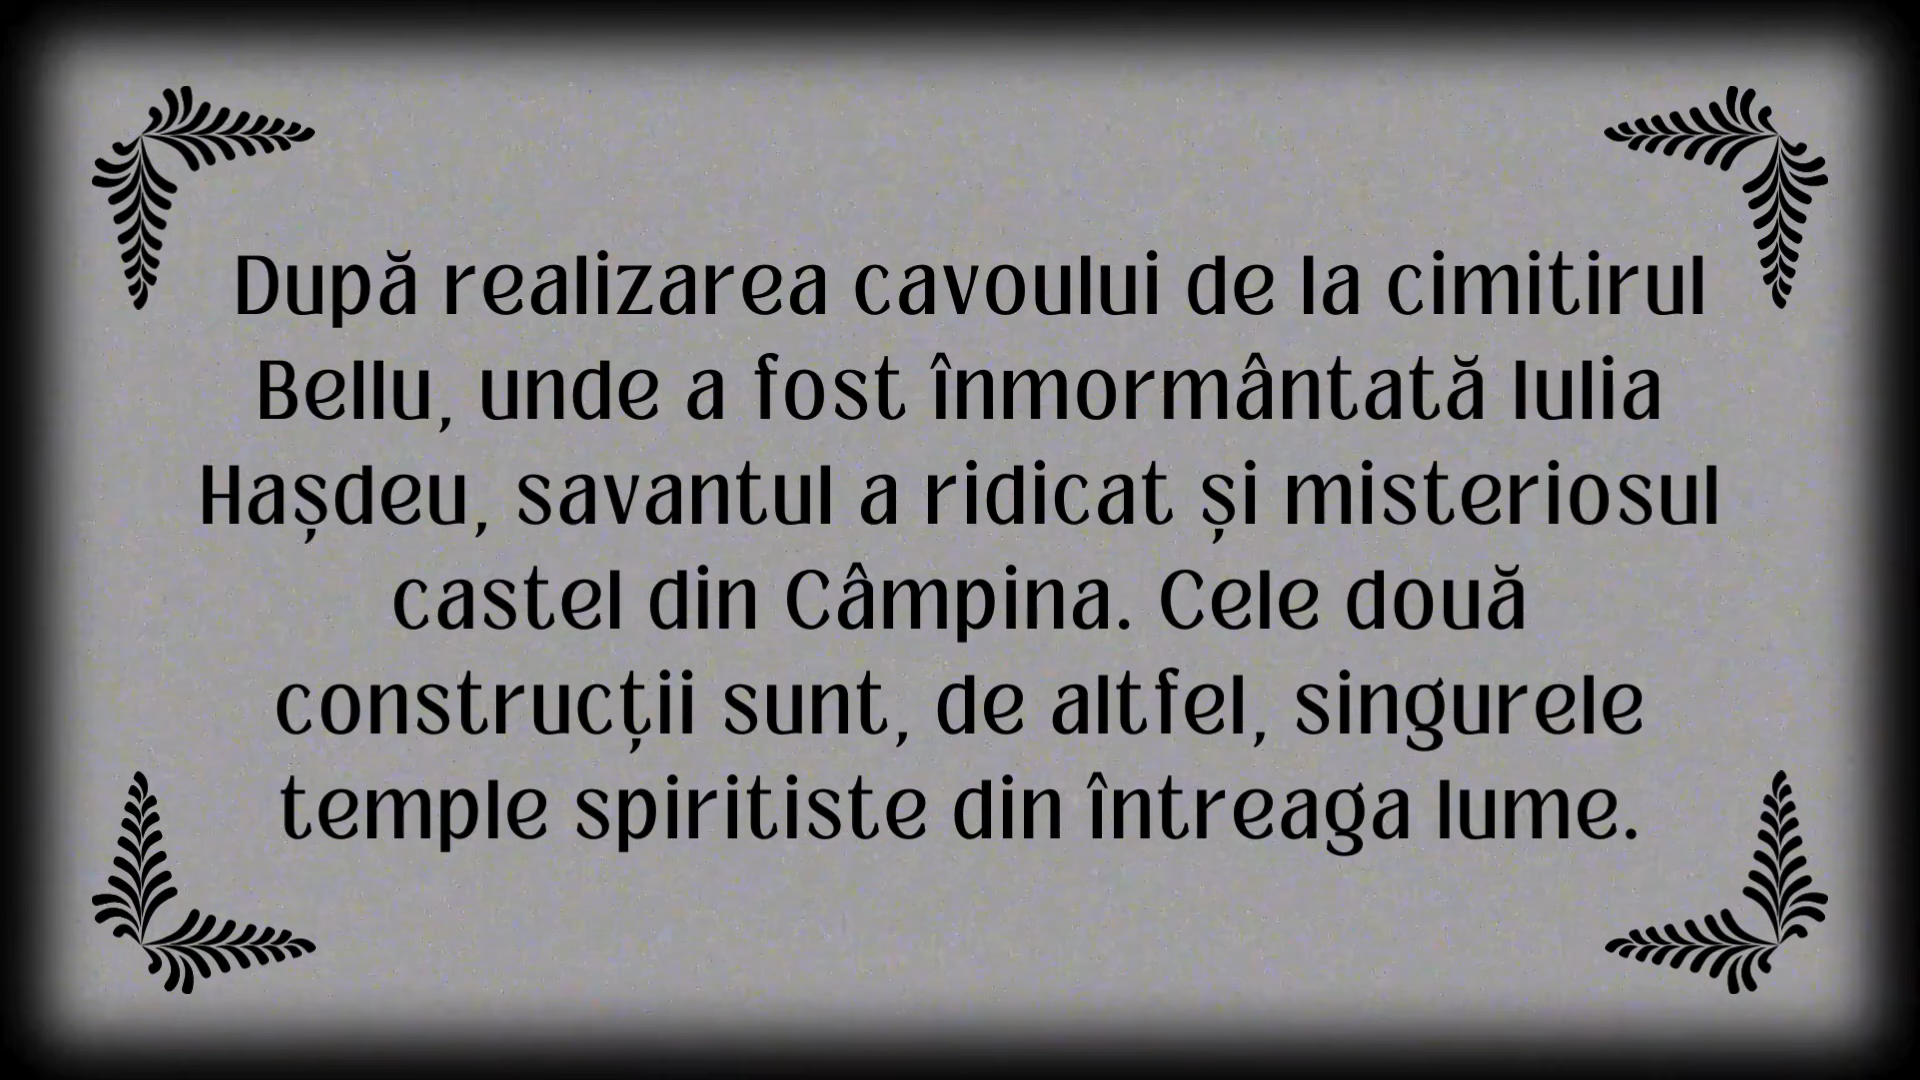 După realizarea cavoului de la cimitirul
Bellu, unde a fost înmormântată Iulia
Hașdeu, savantul a ridicat și misteriosul
castel din Câmpina. Cele două
construcții sunt, de altfel, singurele
temple spiritiste din întreaga lume.